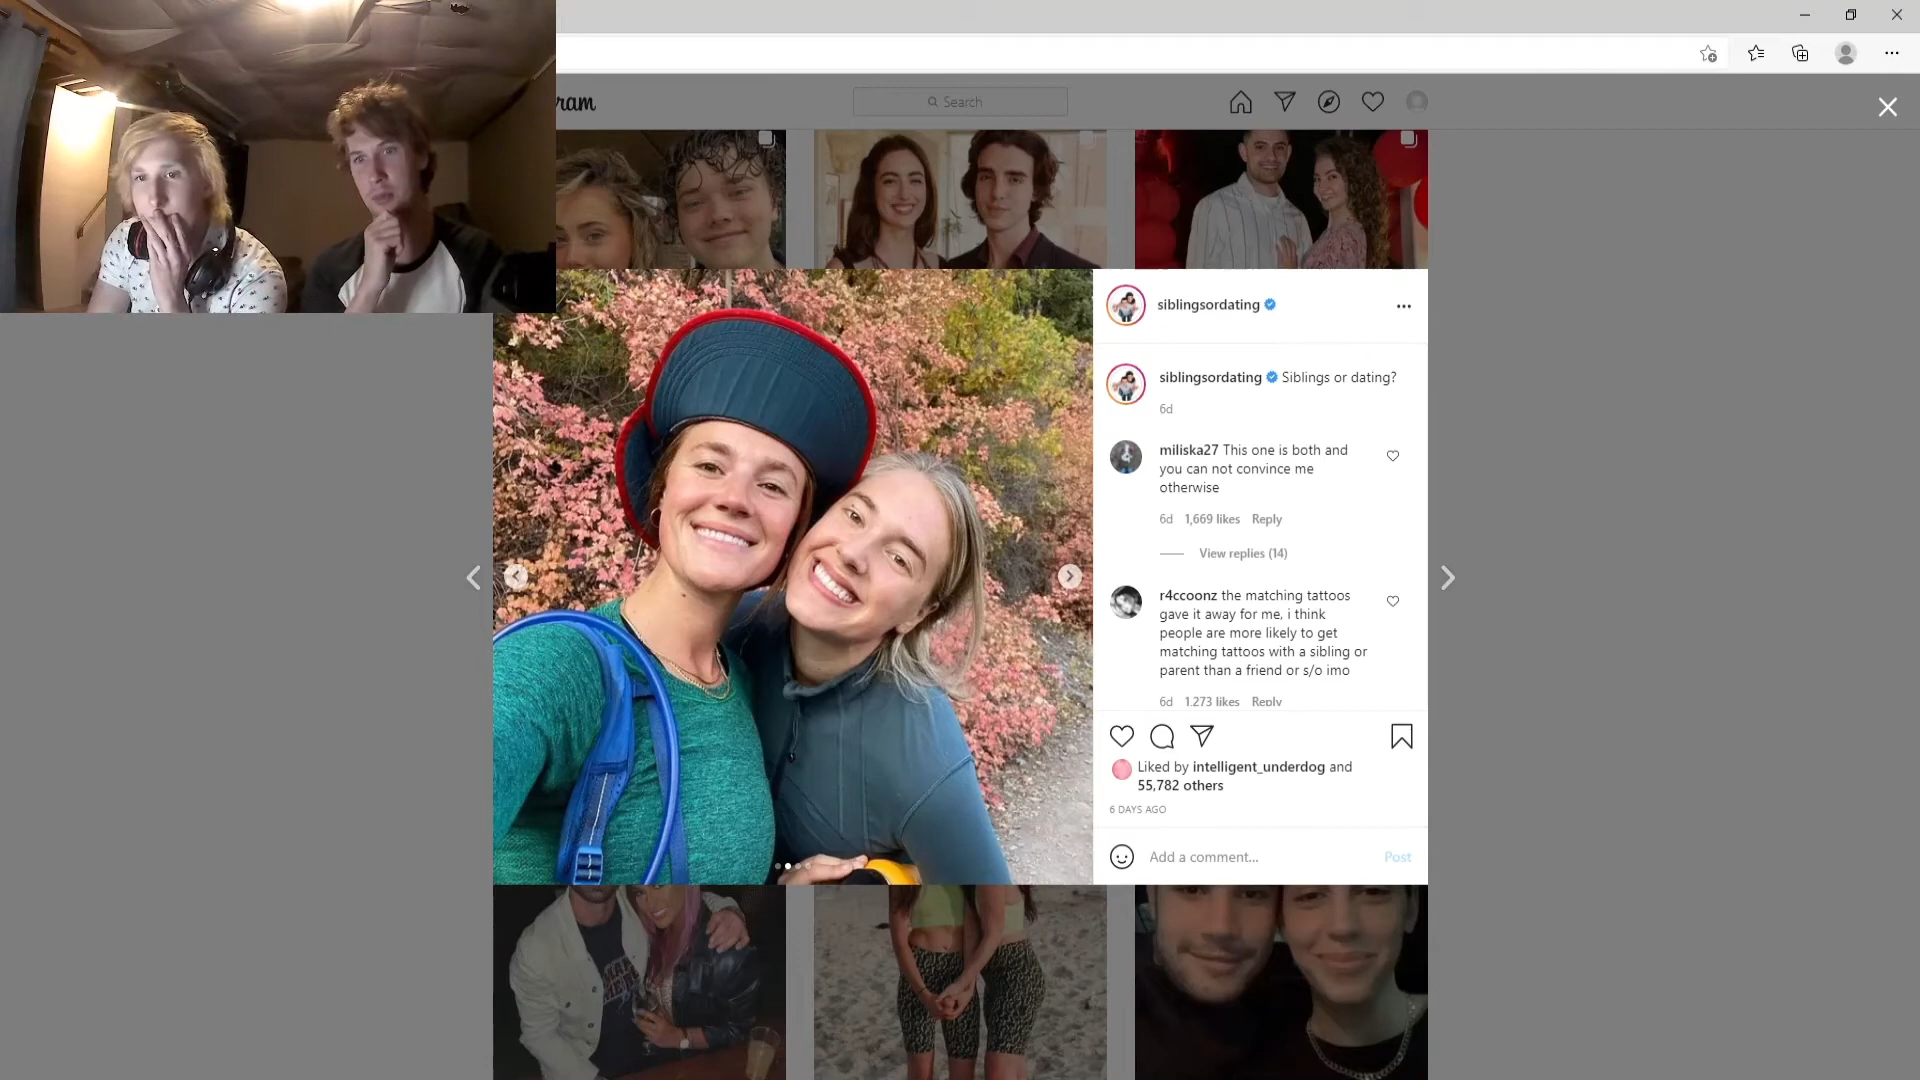 ram
Search
siblingsordating
siblingsordating Siblings or dating?
6d
miliska27 This one is both and
you can not convince me
otherwise
6d 1,669 likes Reply
View replies (14)
r4ccoonz the matching tattoos
gave it away for me, i think
people are more likely to get
matching tattoos with a sibling or
parent than a friend or s/o imo
6d 1,273 likes Reply
Liked by intelligent_underdog and
55,782 others
6 DAYS AGO
Add a comment... Post